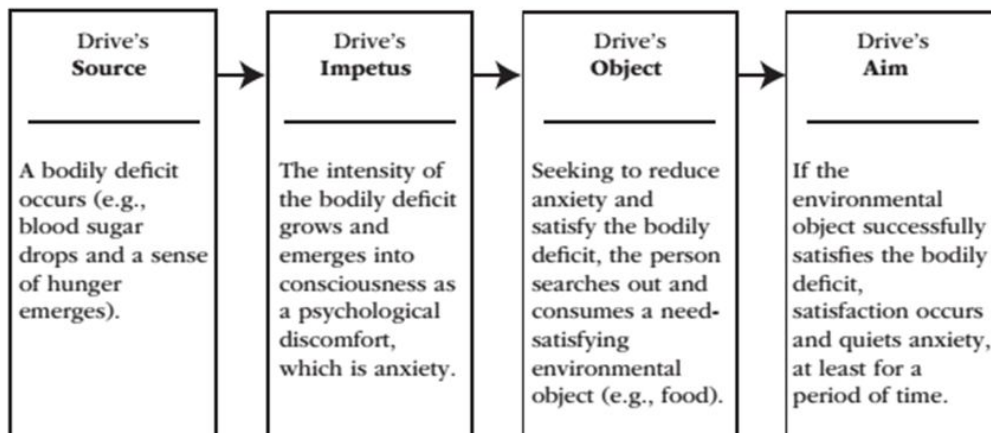 Drive's
Source
A bodily deficit
occurs (e.g.,
blood sugar
drops and a sense
of hunger
emerges).
Drive's
Impetus
The intensity of
the bodily deficit
grows and
emerges into
consciousness as
a psychological
discomfort,
which is anxiety.
Drive's
Object
Seeking to reduce
anxiety and
satisfy the bodily
deficit, the person
searches out and
consumes a need-
satisfying
environmental
object (e.g., food).
Drive's
Aim
If the
environmental
object successfully
satisfies the bodily
deficit,
satisfaction occurs
and quiets anxiety,
at least for a
period of time.